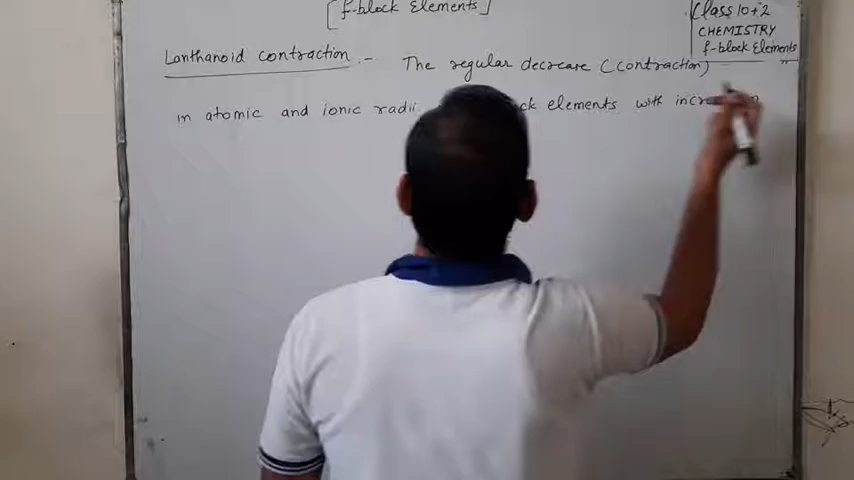 [f-block Elements]
Class 10+2
CHEMISTRY
f-block Elements
Lanthanoid contraction :- The regular decrease (contraction)
in atomic and ionic radii elements with